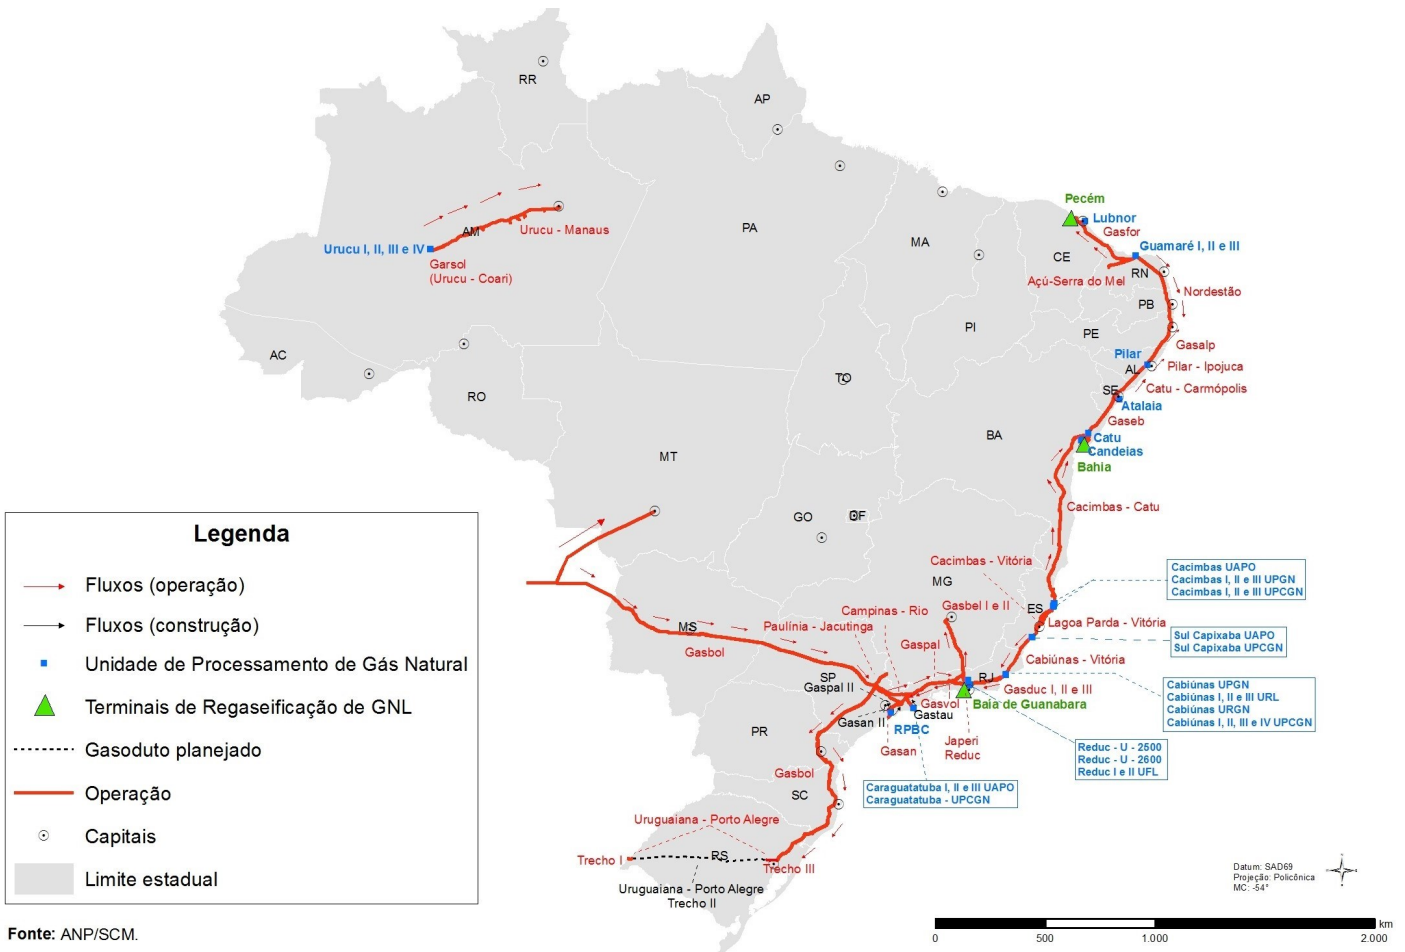 RR
AP
Pecém
Lubnor
Gasfor
Urucu - Manaus
AM
PA
MA
CE
Guamaré I, II e III
Urucu I, II, III e IV
Garsol
(Urucu - Coari)
Açú-Serra do Mel
RN
Nordestão
PB
PI
PE
Gasalp
Pilar
AL
Pilar - Ipojuca
AC
RO
TO
SE
Catu - Carmópolis
Atalaia
Gaseb
BA
Catu
Candeias
Bahia
MT
GO
DF
Cacimbas - Catu
Cacimbas - Vitória
MG
Cacimbas UAPO
Cacimbas I, II e III UPGN
Cacimbas I, II e III UPCGN
ES
Gasbel I e II
Campinas - Rio
Paulínia - Jacutinga
Lagoa Parda - Vitória
MS
Gasbol
Gaspal
Sul Capixaba UAPO
Sul Capixaba UPCGN
Cabiúnas - Vitória
SP
RJ
Gaspal II
Gasduc I, II e III
Gasvol
Baía de Guanabara
Cabiúnas UPGN
Cabiúnas I, II e III URL
Cabiúnas URGN
Cabiúnas I, II, III e IV UPCGN
Gasan II
Gastau
RPBC
PR
Gasan
Japeri
Reduc
Reduc - U - 2500
Reduc - U - 2600
Reduc I e II UFL
Gasbol
SC
Caraguatatuba I, II e III UAPO
Caraguatatuba - UPCGN
Uruguaiana - Porto Alegre
Trecho I
RS
Trecho III
Uruguaiana - Porto Alegre
Trecho II
Legenda
Fluxos (operação)
Fluxos (construção)
Unidade de Processamento de Gás Natural
Terminais de Regaseificação de GNL
Gasoduto planejado
Operação
Capitais
Limite estadual
Datum: SAD69
Projeção: Policônica
MC: -54°
km
0 500 1.000 2.000
Fonte: ANP/SCM.